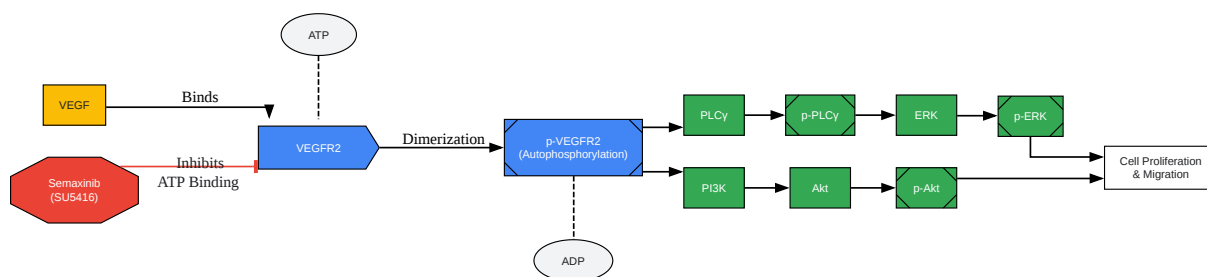 ATP
VEGF
Binds
VEGFR2
Dimerization
p-VEGFR2
(Autophosphorylation)
PLCγ
p-PLCγ
ERK
p-ERK
Semaxinib
(SU5416)
Inhibits
ATP Binding
PI3K
Akt
p-Akt
Cell Proliferation
& Migration
ADP